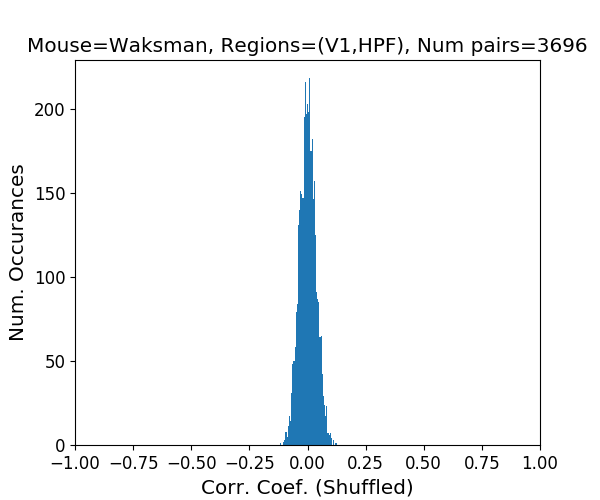 Mouse=Waksman, Regions=(V1,HPF), Num pairs=3696
Num. Occurances
200
150
100
50
0
−1.00 −0.75 −0.50 −0.25 0.00 0.25 0.50 0.75 1.00
Corr. Coef. (Shuffled)